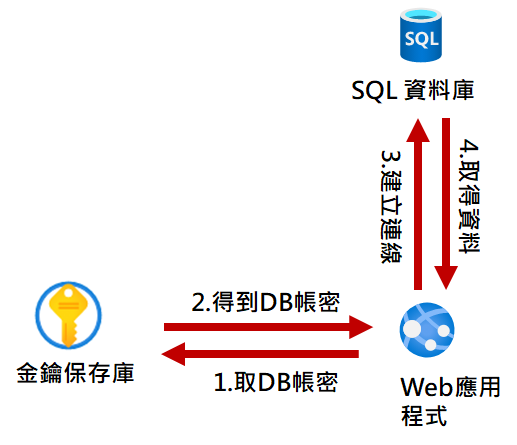 SQL
SQL 資料庫
3.建立連線
4.取得資料
2.得到DB帳密
金鑰保存庫
1.取DB帳密
Web應用
程式